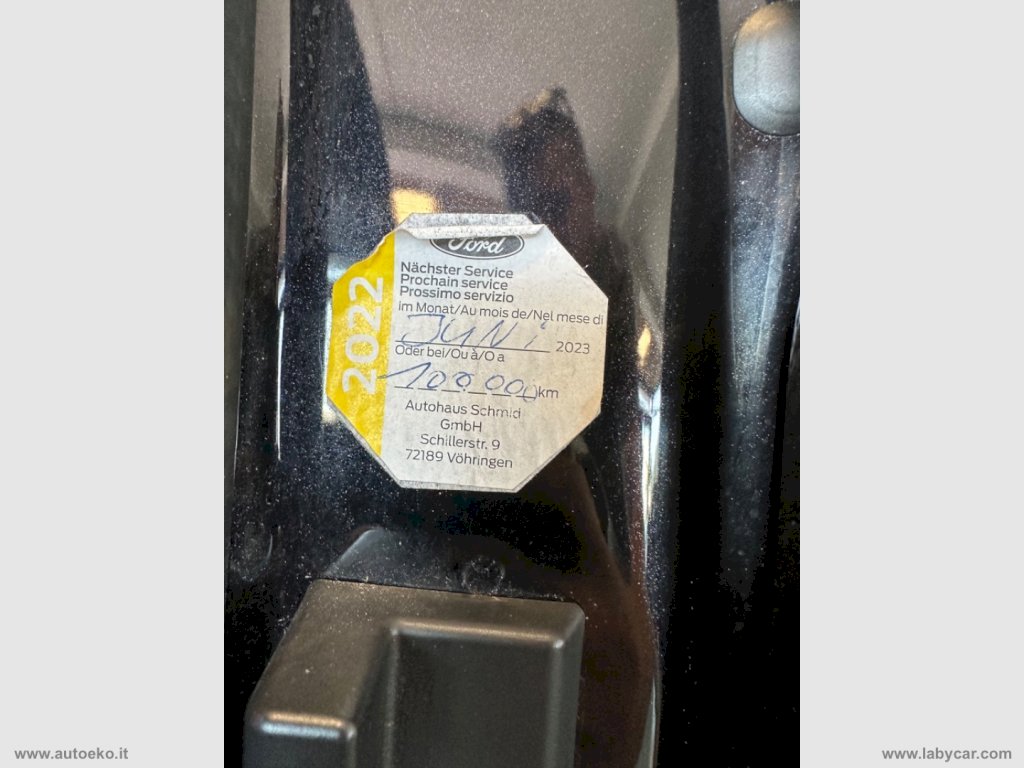 Ford
2022
Nächster Service
Prochain service
Prossimo servizio
im Monat/Au mois de/Nel mese di
JUNi 2023
Oder bei/Ou à/O a
100.000 km
Autohaus Schmid
GmbH
Schillerstr. 9
72189 Vöhringen
www.autoeko.it
www.labycar.com